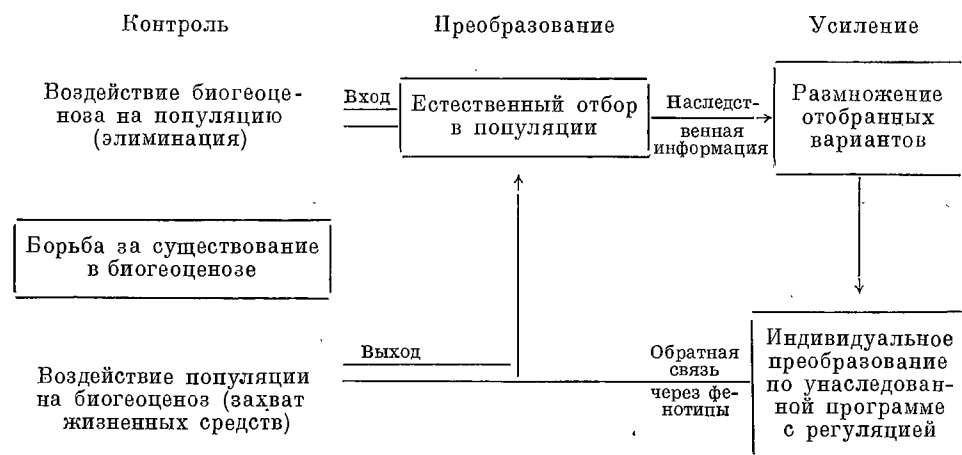 Контроль
Преобразование
Усиление
Воздействие биогеоце-
ноза на популяцию
(элиминация)
Вход
Естественный отбор
в популяции
Наследст-
венная
информация
Размножение
отобранных
вариантов
Борьба за существование
в биогеоценозе
Воздействие популяции
на биогеоценоз (захват
жизненных средств)
Выход
Обратная
связь
через фе-
нотипы
Индивидуальное
преобразование
по унаследован-
ной программе
с регуляцией